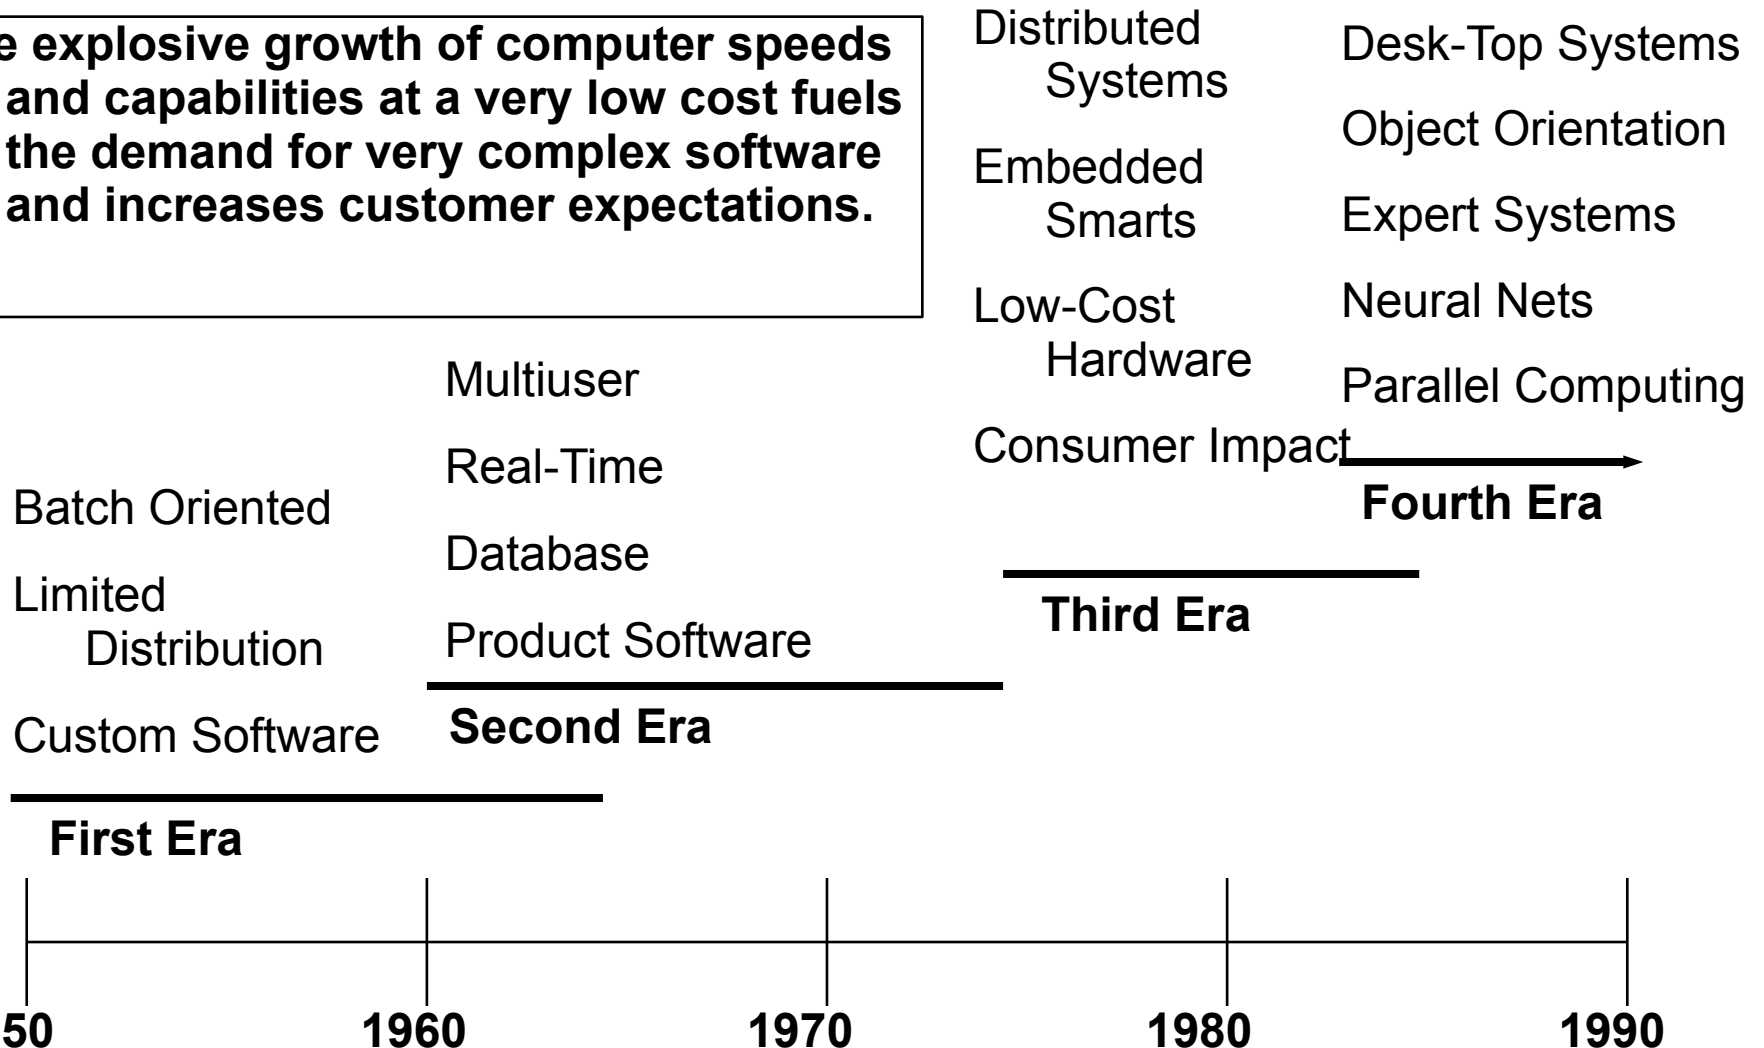 e explosive growth of computer speeds
and capabilities at a very low cost fuels
the demand for very complex software
and increases customer expectations.
Batch Oriented
Limited
Distribution
Custom Software
First Era
Multiuser
Real-Time
Database
Product Software
Second Era
Distributed
Systems
Embedded
Smarts
Low-Cost
Hardware
Consumer Impact
Third Era
Desk-Top Systems
Object Orientation
Expert Systems
Neural Nets
Parallel Computing
Fourth Era
50 1960 1970 1980 1990